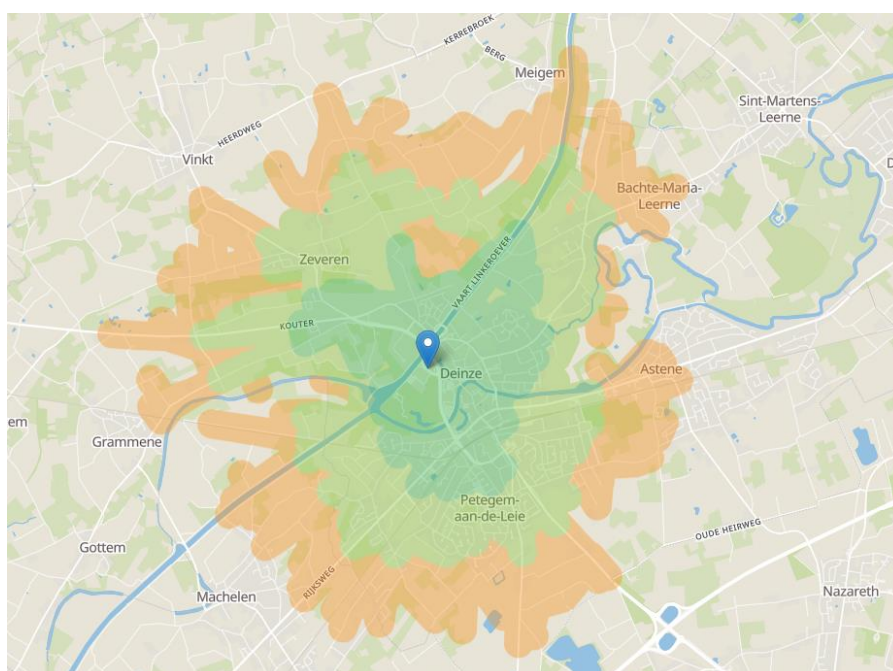 KERREBROEK
BERG
Meigem
Sint-Martens-
Leerne
HEERDWEG
Vinkt
Bachte-Maria-
Leerne
VAART LINKEROEVER
Zeveren
KOUTER
Deinze
Astene
em
Grammene
Petegem-
aan-de-Leie
OUDE HEIRWEG
Gottem
RIJKSWEG
Machelen
Nazareth
D